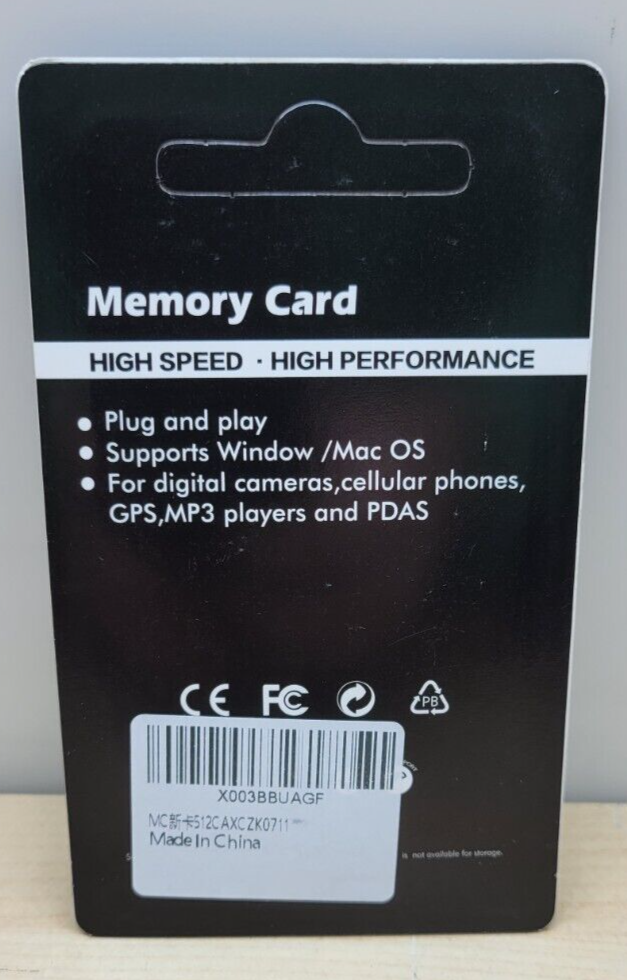 Memory Card
HIGH SPEED · HIGH PERFORMANCE
● Plug and play
● Supports Window /Mac OS
● For digital cameras,cellular phones,
GPS,MP3 players and PDAS
CE FC PB
X003BBUAGF
MC新卡512CAXCZK0711
Made In China
is not available for storage.